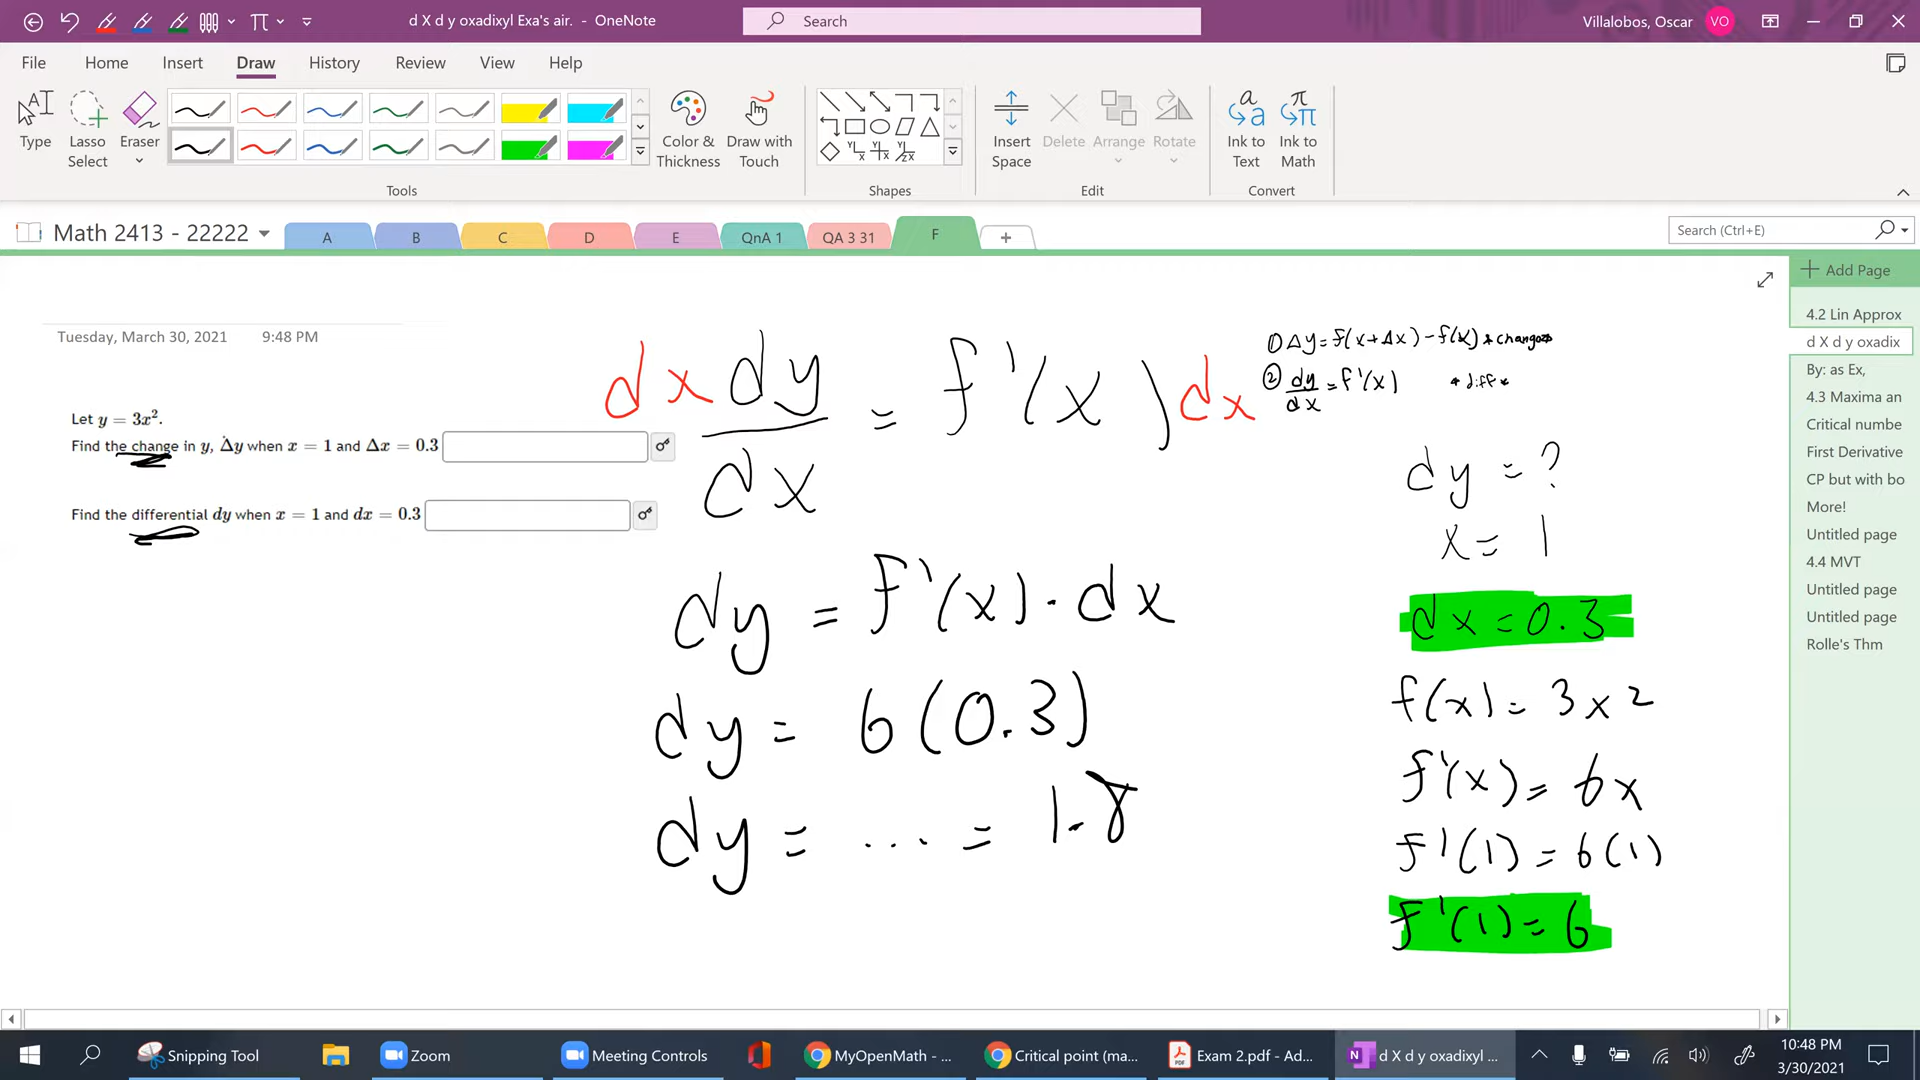 d X d y oxadixyl Exa's air. - OneNote
Search
Villalobos, Oscar
VO
File Home Insert Draw History Review View Help
Type
Lasso Select
Eraser
Color & Thickness
Draw with Touch
Insert Space
Delete
Arrange
Rotate
Ink to Text
Ink to Math
Tools
Shapes
Edit
Convert
Math 2413 - 22222
A B C D E QnA 1 QA 3 31 F
Search (Ctrl+E)
Add Page
4.2 Lin Approx
d X d y oxadix
By: as Ex,
4.3 Maxima an
Critical numbe
First Derivative
CP but with bo
More!
Untitled page
4.4 MVT
Untitled page
Untitled page
Rolle's Thm
Tuesday, March 30, 2021 9:48 PM
Let y = 3x².
Find the change in y, Δy when x = 1 and Δx = 0.3
Find the differential dy when x = 1 and dx = 0.3
dx dy/dx = f'(x) dx
dy = f'(x) · dx
dy = 6(0.3)
dy = ... = 1.8
① Δy = f(x+Δx) - f(x) *change*
② dy/dx = f'(x) * diff *
dy = ?
x = 1
dx = 0.3
f(x) = 3x2
f'(x) = 6x
f'(1) = 6(1)
f'(1) = 6
Snipping Tool
Zoom
Meeting Controls
MyOpenMath - ...
Critical point (ma...
Exam 2.pdf - Ad...
d X d y oxadixyl ...
10:48 PM
3/30/2021